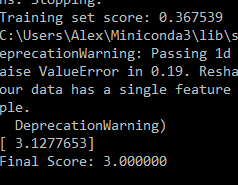 ns. Stopping.
Training set score: 0.367539
C:\Users\Alex\Miniconda3\lib\s
eprecationWarning: Passing 1d
aise ValueError in 0.19. Resha
our data has a single feature
ple.
  DeprecationWarning)
[ 3.1277653]
Final Score: 3.000000